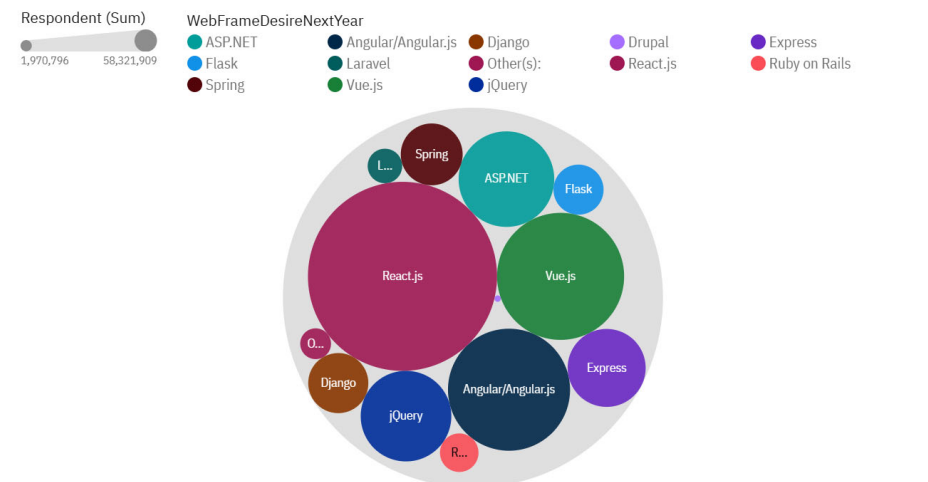 Respondent (Sum)
1,970,796 58,321,909
WebFrameDesireNextYear
ASP.NET Angular/Angular.js Django Drupal Express
Flask Laravel Other(s): React.js Ruby on Rails
Spring Vue.js jQuery
L...
Spring
ASP.NET
Flask
React.js
Vue.js
O...
Django
jQuery
Angular/Angular.js
Express
R...